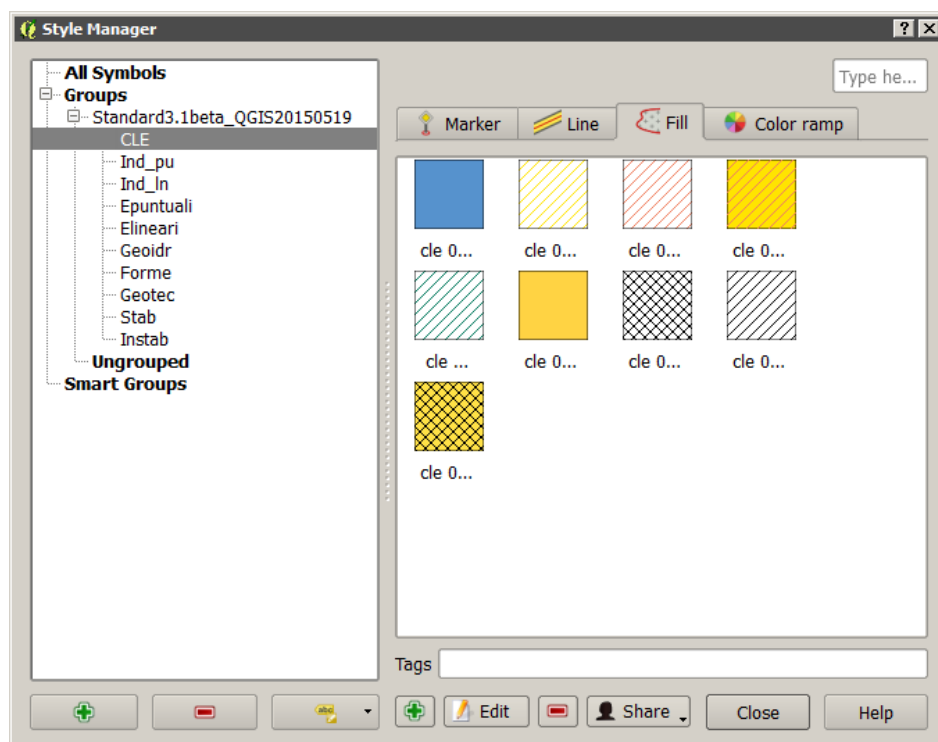 Style Manager
All Symbols
Groups
Standard3.1beta_QGIS20150519
CLE
Ind_pu
Ind_ln
Epuntuali
Elineari
Geoidr
Forme
Geotec
Stab
Instab
Ungrouped
Smart Groups
Type he...
Marker Line Fill Color ramp
cle 0... cle 0... cle 0... cle 0...
cle ... cle 0... cle 0... cle 0...
cle 0...
Tags
abc
Edit Share Close Help